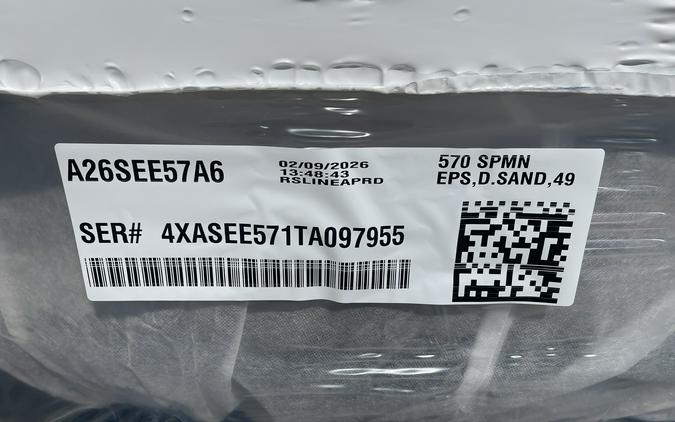 A26SEE57A6
02/09/2026
13:48:43
RSLINEAPRD
570 SPMN
EPS,D.SAND,49
SER# 4XASEE571TA097955